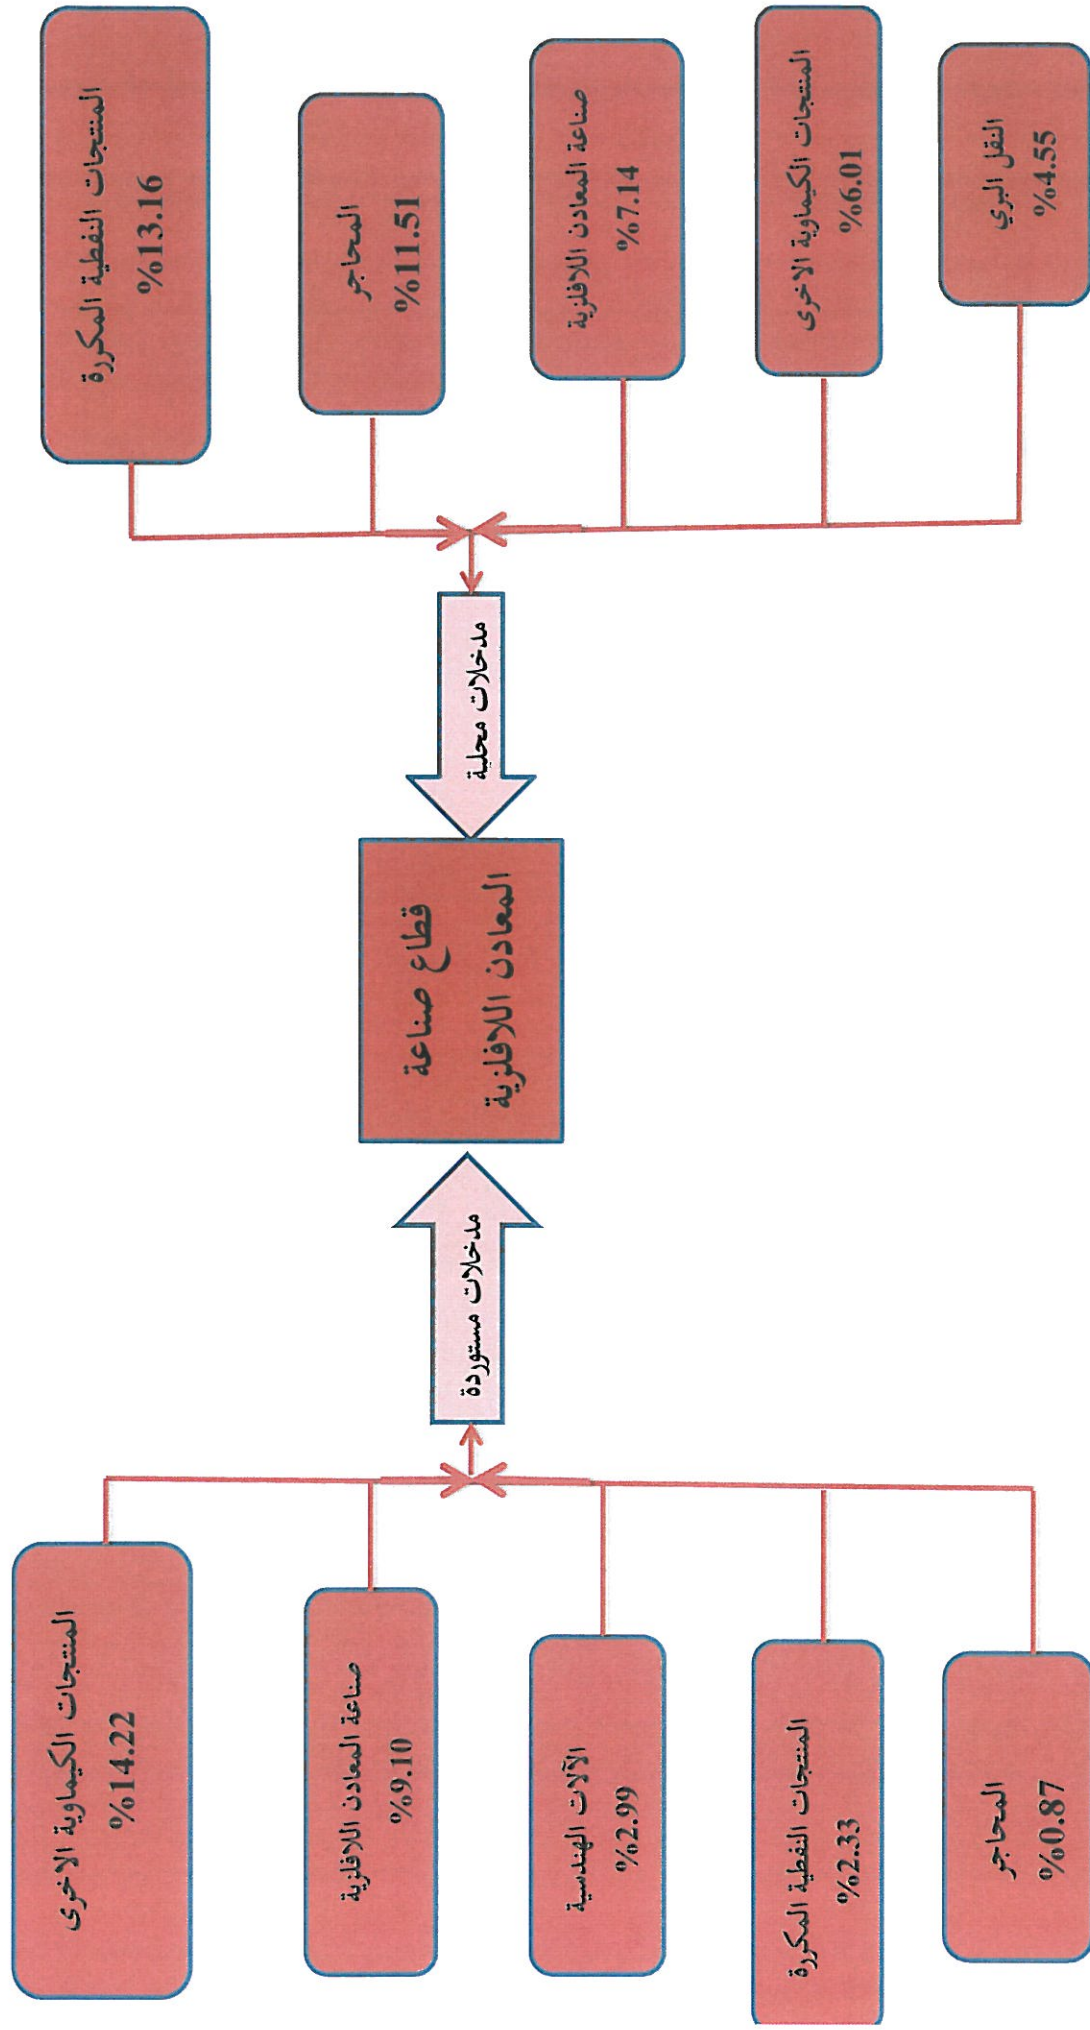 المنتجات النفطية المكررة
%13.16
المحاجر
%11.51
صناعة المعادن اللافلزية
%7.14
المنتجات الكيماوية الاخرى
%6.01
النقل البري
%4.55
مدخلات محلية
قطاع صناعة
المعادن اللافلزية
مدخلات مستوردة
المنتجات الكيماوية الاخرى
%14.22
صناعة المعادن اللافلزية
%9.10
الآلات الهندسية
%2.99
المنتجات النفطية المكررة
%2.33
المحاجر
%0.87